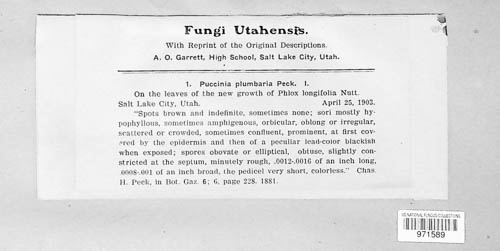 Fungi Utahensis.
With Reprint of the Original Descriptions.
A. O. Garrett, High School, Salt Lake City, Utah.
1. Puccinia plumbaria Peck. I.
On the leaves of the new growth of Phlox longifolia Nutt.
Salt Lake City, Utah. April 25, 1903.
"Spots brown and indefinite, sometimes none; sori mostly hy-
pophyllous, sometimes amphigenous, orbicular, oblong or irregular,
scattered or crowded, sometimes confluent, prominent, at first cov-
ered by the epidermis and then of a peculiar lead-color blackish
when exposed; spores obovate or elliptical, obtuse, slightly con-
stricted at the septum, minutely rough, .0012-.0016 of an inch long,
.0008-.001 of an inch broad, the pedicel very short, colorless." Chas.
H. Peck, in Bot. Gaz. 6; 6, page 228. 1881.
US NATIONAL FUNGUS COLLECTIONS
971589